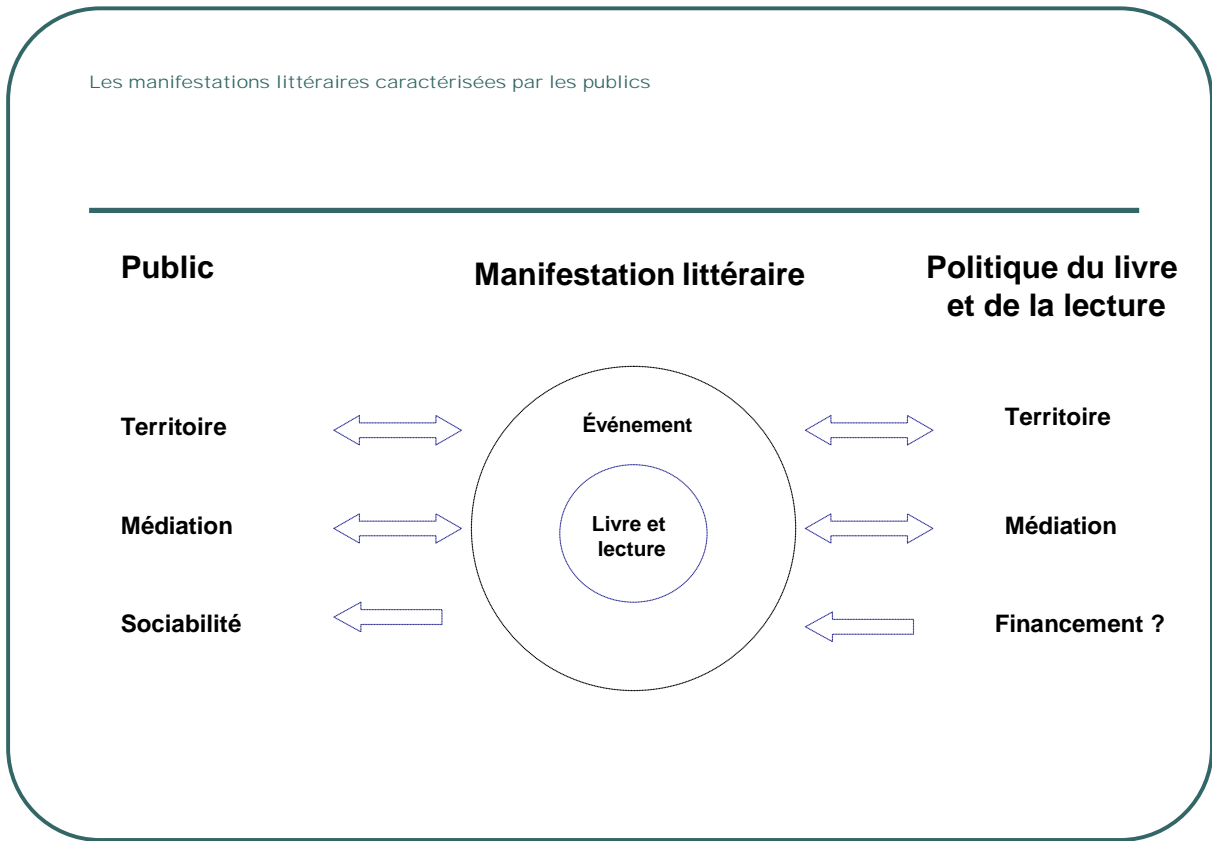 Les manifestations littéraires caractérisées par les publics
Public
Manifestation littéraire
Politique du livre
et de la lecture
Territoire
Événement
Territoire
Médiation
Livre et
lecture
Médiation
Sociabilité
Financement ?